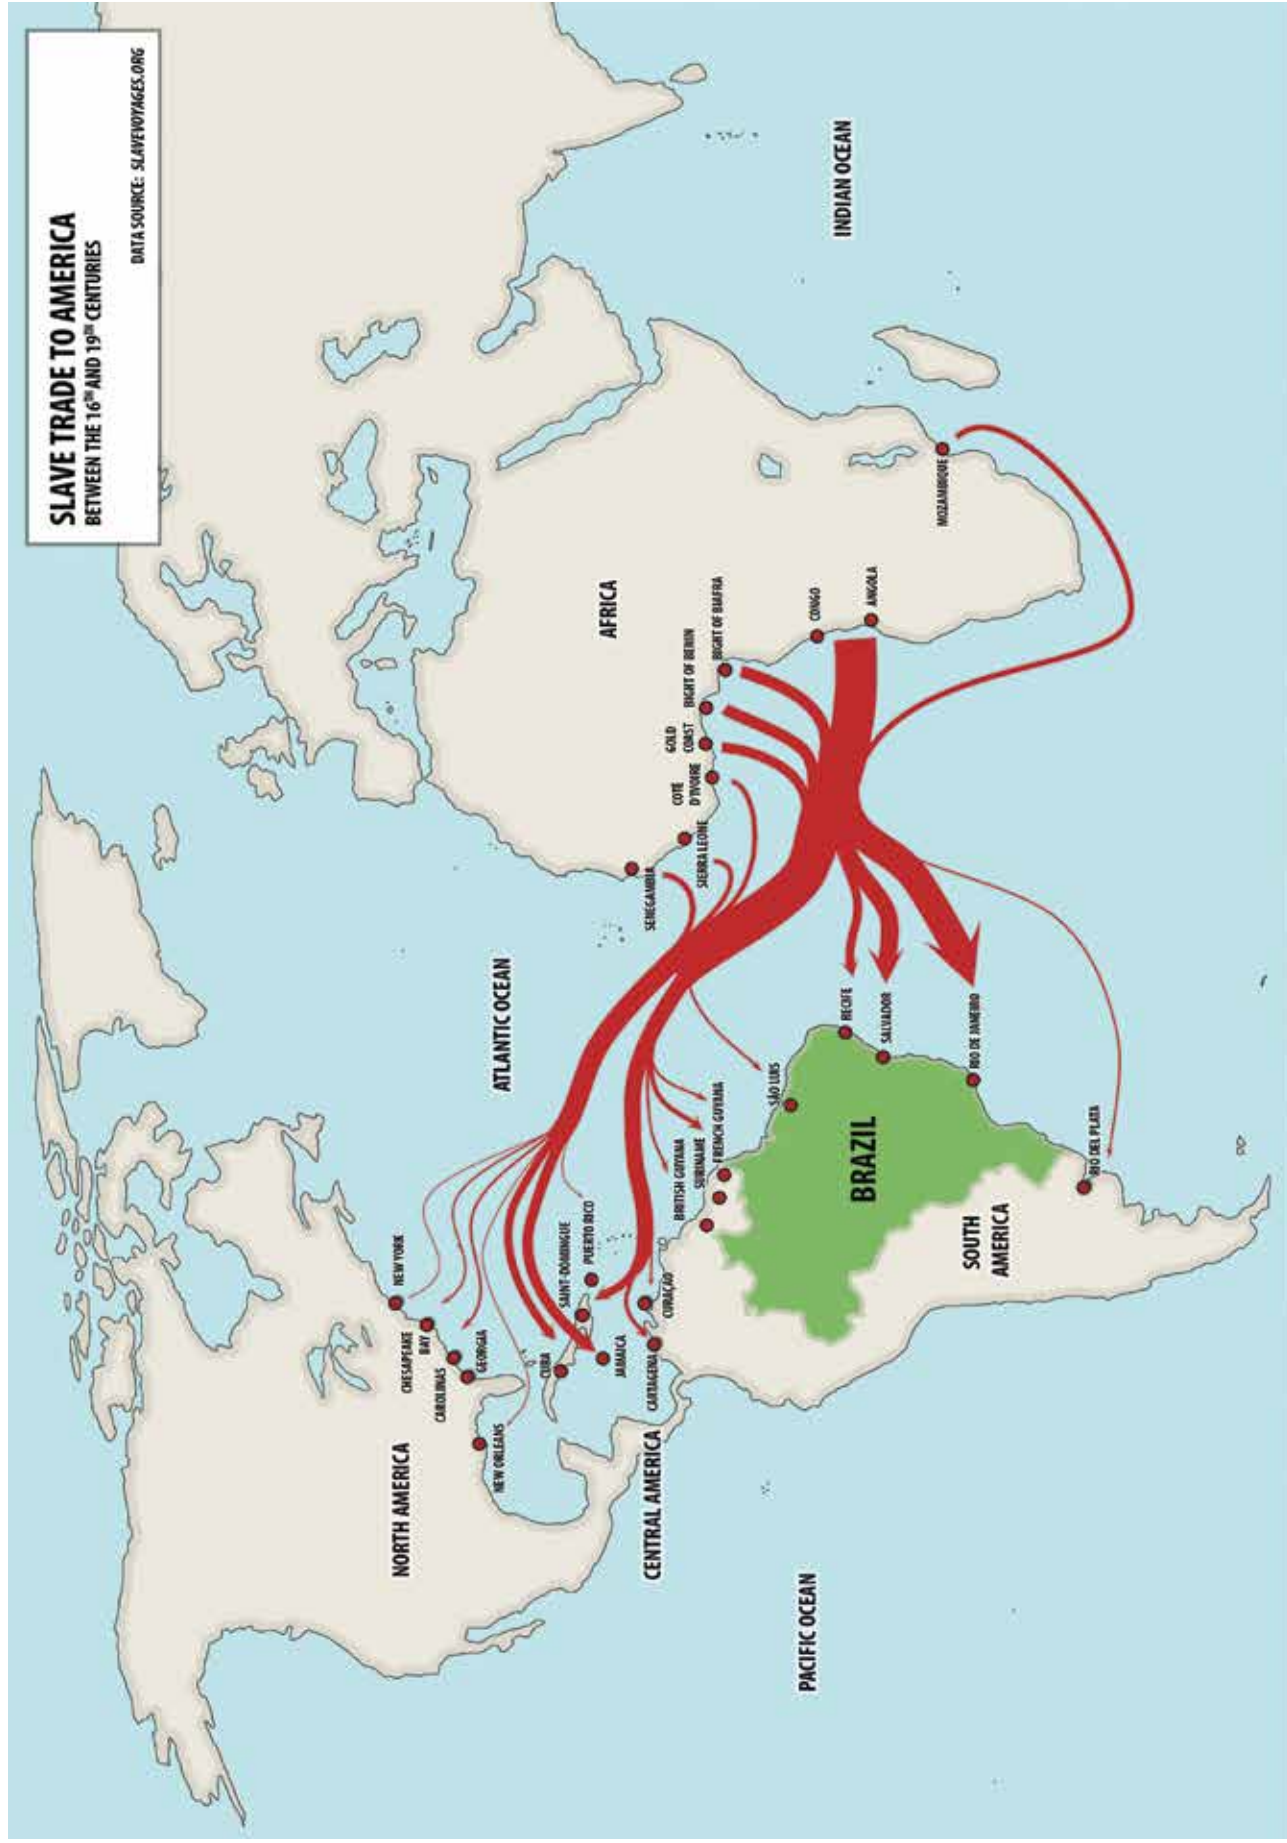 SLAVE TRADE TO AMERICA
BETWEEN THE 16TH AND 19TH CENTURIES
DATA SOURCE: SLAVEVOYAGES.ORG
NORTH AMERICA
NEW YORK
CHESAPEAKE
BAY
CAROLINAS
GEORGIA
NEW ORLEANS
ATLANTIC OCEAN
AFRICA
CUBA
SAINT-DOMINGUE
PUERTO RICO
JAMAICA
CENTRAL AMERICA
CARTAGENA
CURAÇAO
SENEGAMBIA
SIERRA LEONE
COTE
D'IVOIRE
GOLD
COAST
BIGHT OF BENIN
BIGHT OF BIAFRA
BRITISH GUYANA
SURINAME
FRENCH GUYANA
SÃO LUIS
CONGO
ANGOLA
MOZAMBIQUE
INDIAN OCEAN
PACIFIC OCEAN
BRAZIL
RECIFE
SALVADOR
RIO DE JANEIRO
SOUTH
AMERICA
RIO DEL PLATA